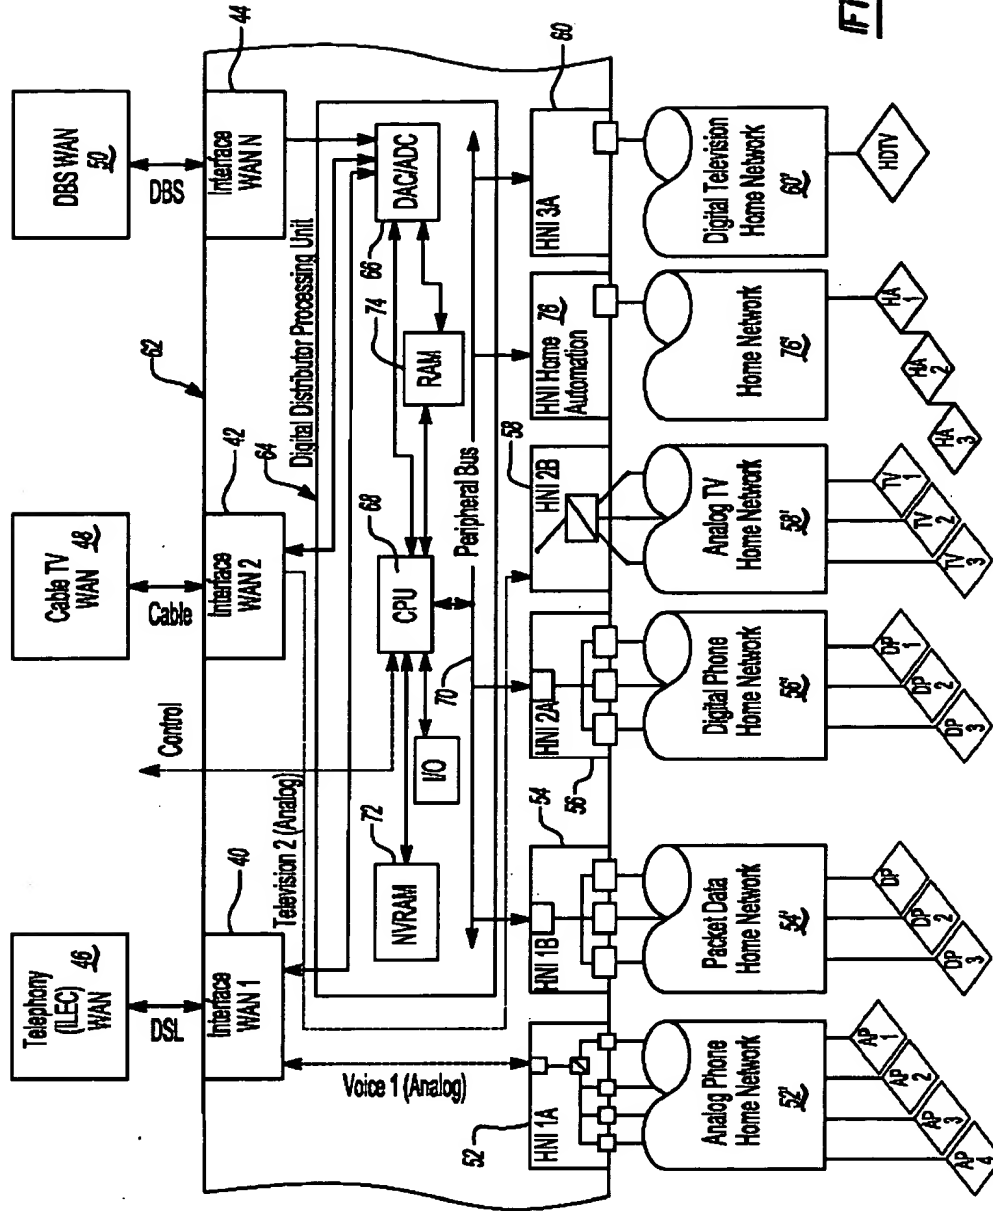 Telephony
(ILEC)
WAN
46
DSL
Cable TV
WAN
48
Cable
DBS WAN
50
DBS
Control
62
40
Interface
WAN 1
42
Interface
WAN 2
44
Interface
WAN N
Television 2 (Analog)
64
Digital Distributor Processing Unit
72
NVRAM
I/O
68
CPU
74
RAM
66
DAC/ADC
70
Peripheral Bus
Voice 1 (Analog)
52
HNI 1A
54
HNI 1B
56
HNI 2A
58
HNI 2B
HNI Home
Automation
76
60
HNI 3A
Analog Phone
Home Network
52'
Packet Data
Home Network
54'
Digital Phone
Home Network
56'
Analog TV
Home Network
58'
Home Network
76'
Digital Television
Home Network
60'
AP
1
AP
2
AP
3
AP
4
DP
DP
2
DP
3
DP
1
DP
2
DP
3
TV
1
TV
2
TV
3
HA
1
HA
2
HA
3
HDTV